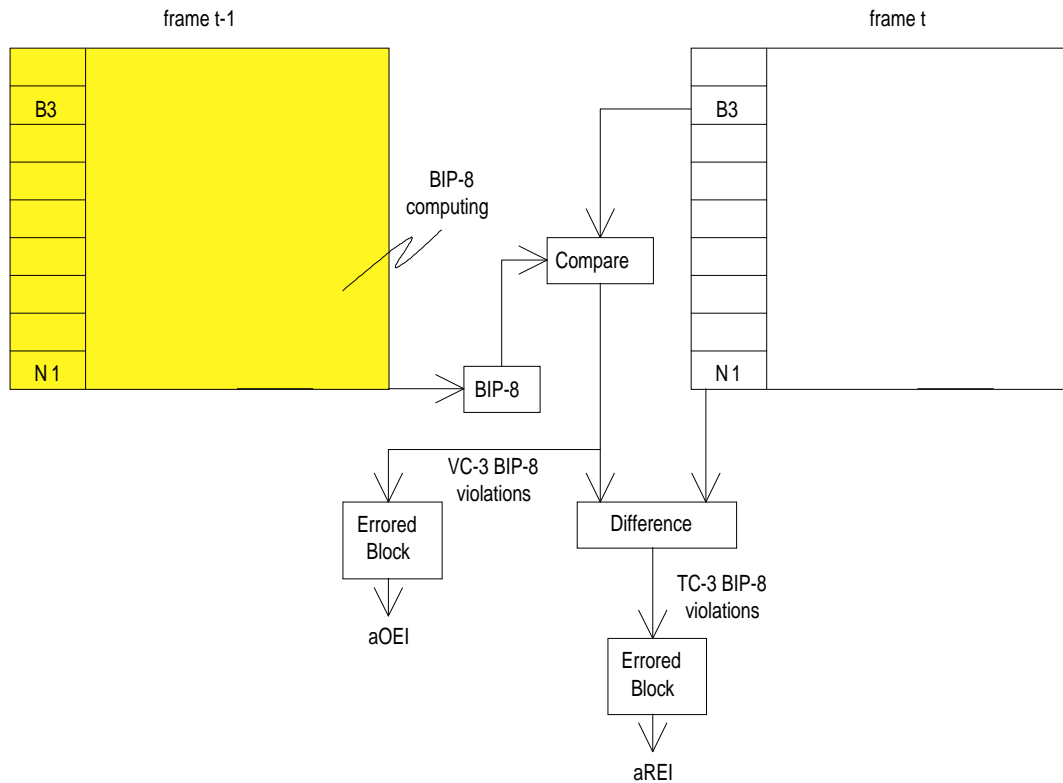 frame t-1
frame t
B3
B3
BIP-8
computing
Compare
N1
N1
BIP-8
VC-3 BIP-8
violations
Errored
Block
Difference
TC-3 BIP-8
violations
aOEI
Errored
Block
aREI